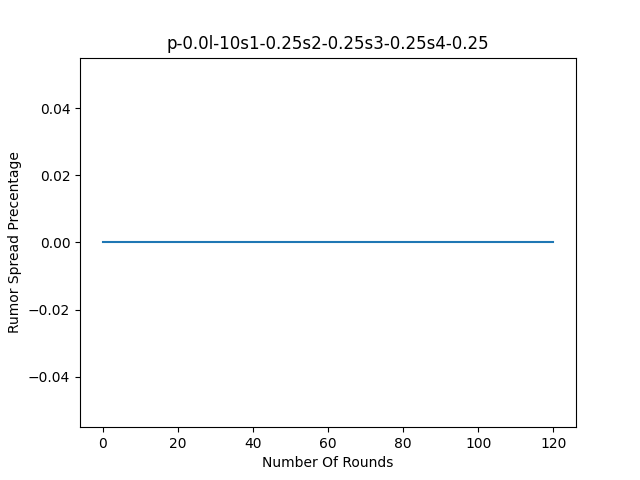 p-0.0l-10s1-0.25s2-0.25s3-0.25s4-0.25
0.04
0.02
0.00
−0.02
−0.04
Rumor Spread Precentage
0 20 40 60 80 100 120
Number Of Rounds